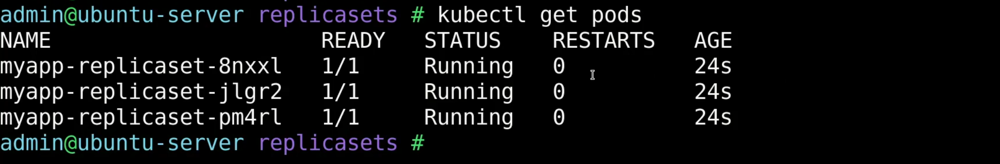 admin@ubuntu-server replicasets # kubectl get pods
NAME READY STATUS RESTARTS AGE
myapp-replicaset-8nxxl 1/1 Running 0 24s
myapp-replicaset-jlgr2 1/1 Running 0 24s
myapp-replicaset-pm4rl 1/1 Running 0 24s
admin@ubuntu-server replicasets #